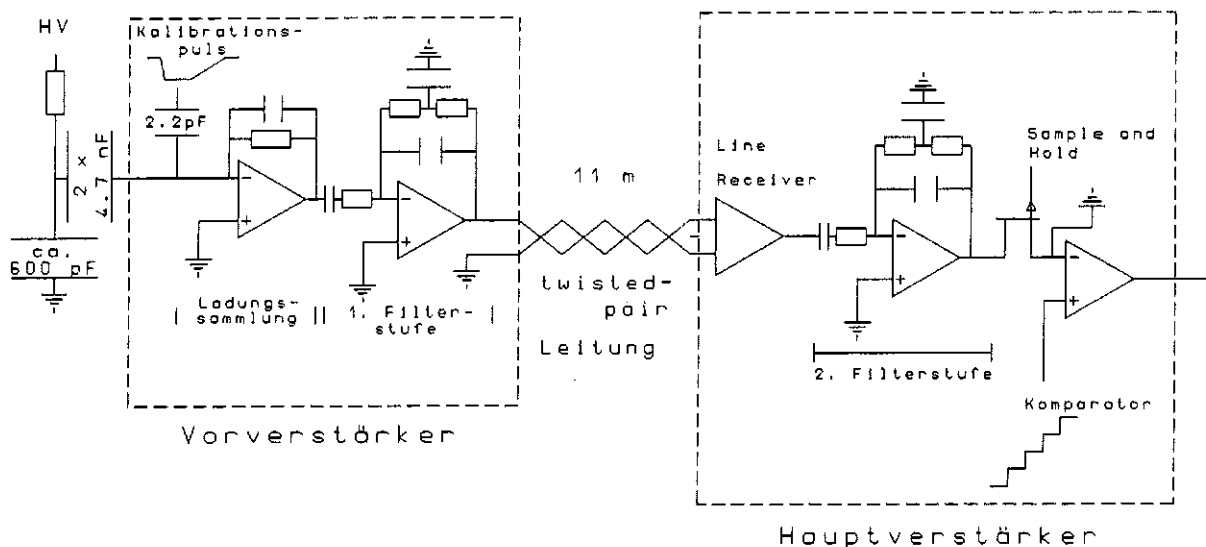 HV
Kalibrations-
puls
2.2pF
2 x
4.7 nF
ca.
600 pF
Ladungs-
sammlung
1. Filter-
stufe
Vorverstärker
11 m
twisted-
pair
Leitung
Line
Receiver
2. Filterstufe
Sample and
Hold
Komparator
Hauptverstärker